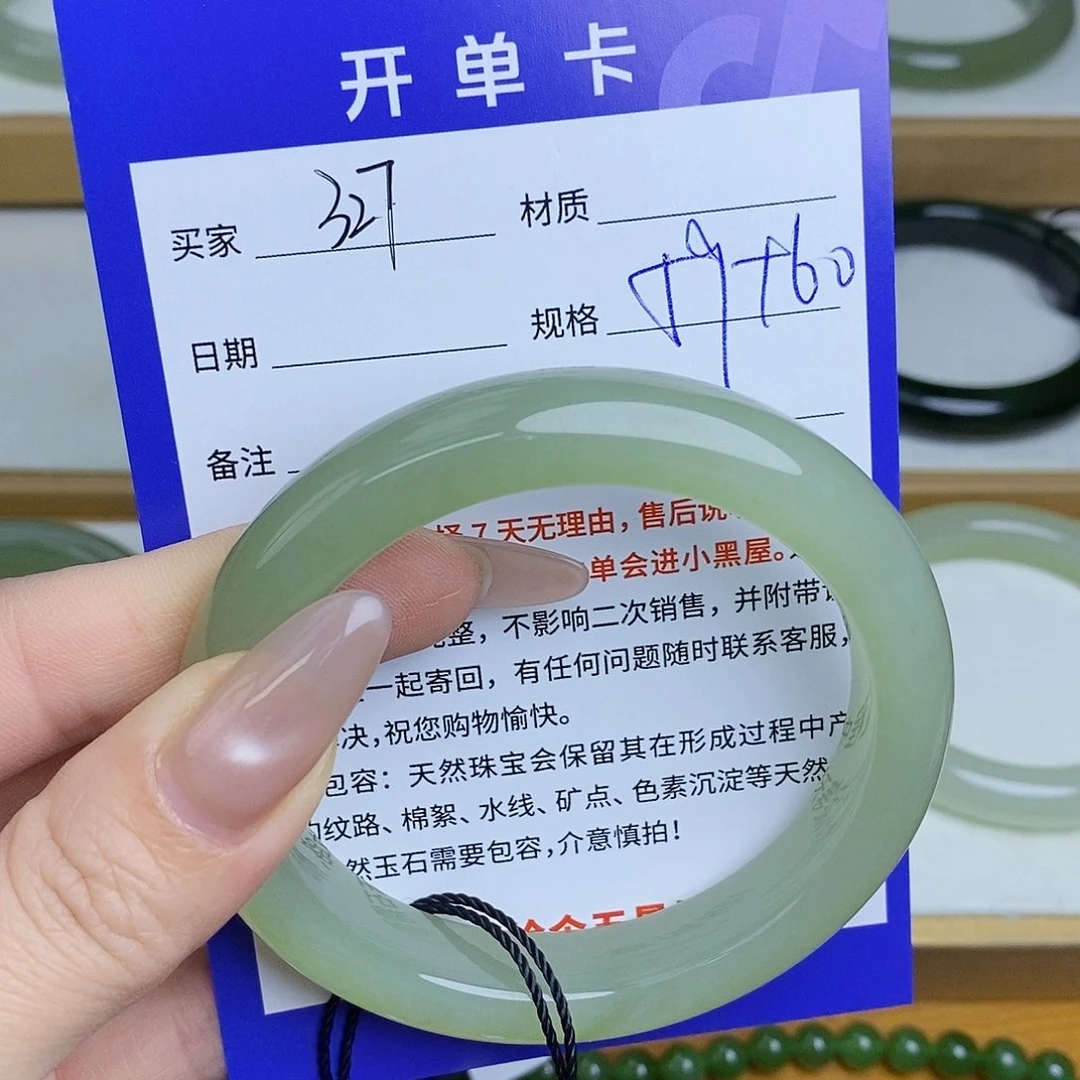 开单卡
买家 327 材质
日期 规格 59+60
备注
择7天无理由，售后说
单会进小黑屋。
完整，不影响二次销售，并附带证
一起寄回，有任何问题随时联系客服，
决，祝您购物愉快。
包容：天然珠宝会保留其在形成过程中产
的纹路、棉絮、水线、矿点、色素沉淀等天然
然玉石需要包容，介意慎拍！